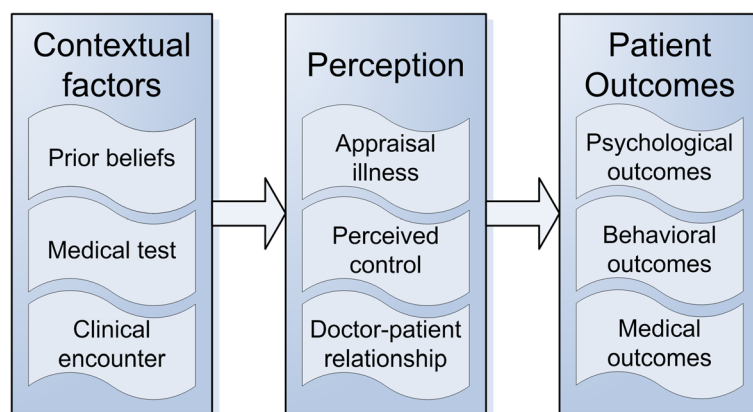 Contextual
factors
Prior beliefs
Medical test
Clinical
encounter
Perception
Appraisal
illness
Perceived
control
Doctor-patient
relationship
Patient
Outcomes
Psychological
outcomes
Behavioral
outcomes
Medical
outcomes